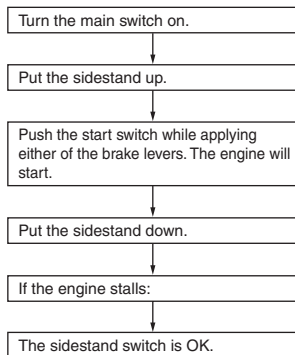 Turn the main switch on.
Put the sidestand up.
Push the start switch while applying
either of the brake levers. The engine will
start.
Put the sidestand down.
If the engine stalls:
The sidestand switch is OK.